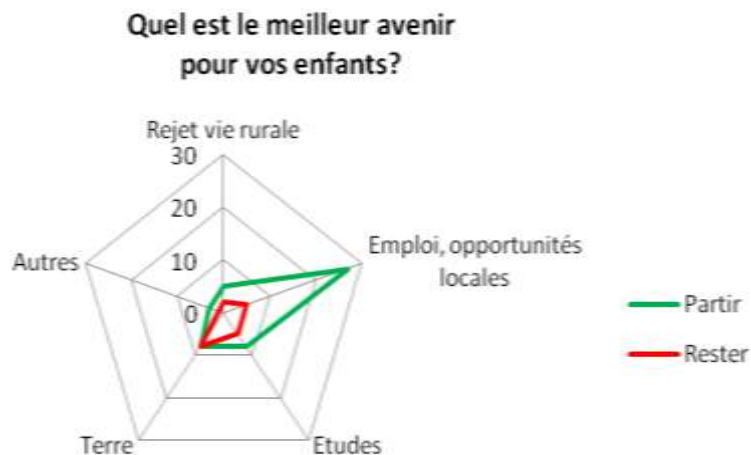 Quel est le meilleur avenir
pour vos enfants?
Rejet vie rurale
30
20
10
0
Emploi, opportunités
locales
Autres
Terre
Etudes
Partir
Rester